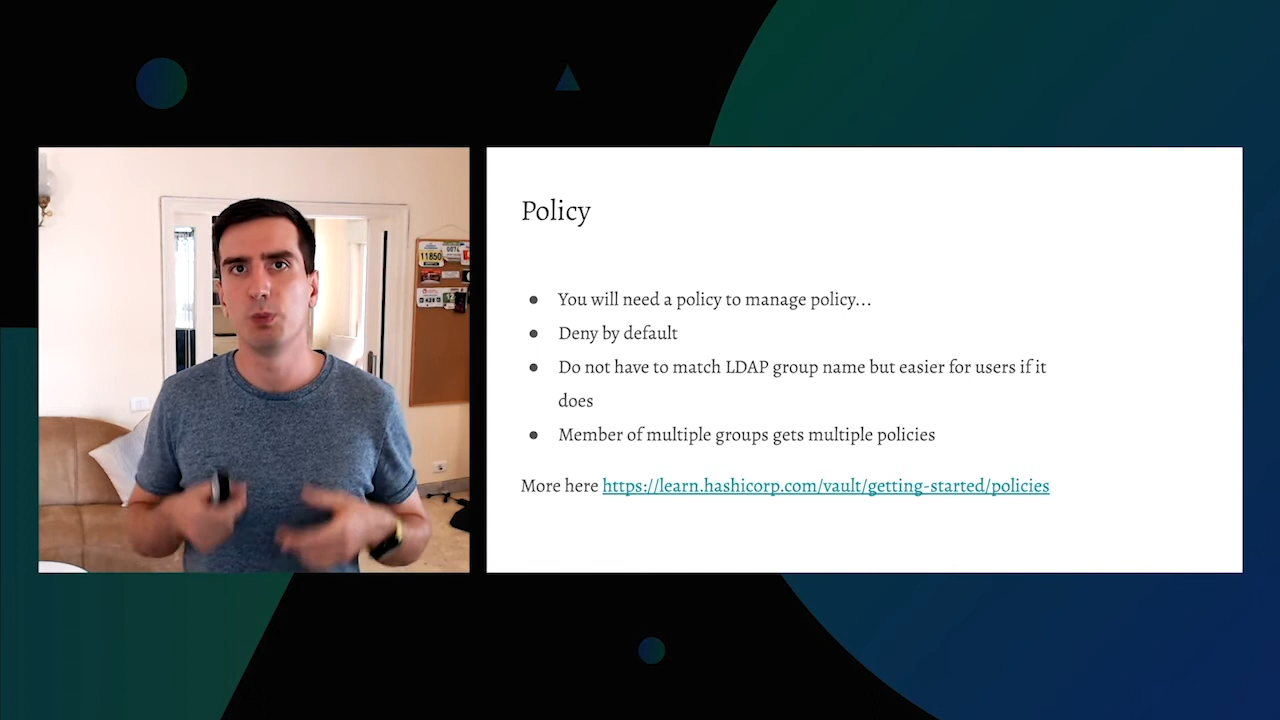 Policy
You will need a policy to manage policy...
Deny by default
Do not have to match LDAP group name but easier for users if it
does
Member of multiple groups gets multiple policies
More here https://learn.hashicorp.com/vault/getting-started/policies
11850